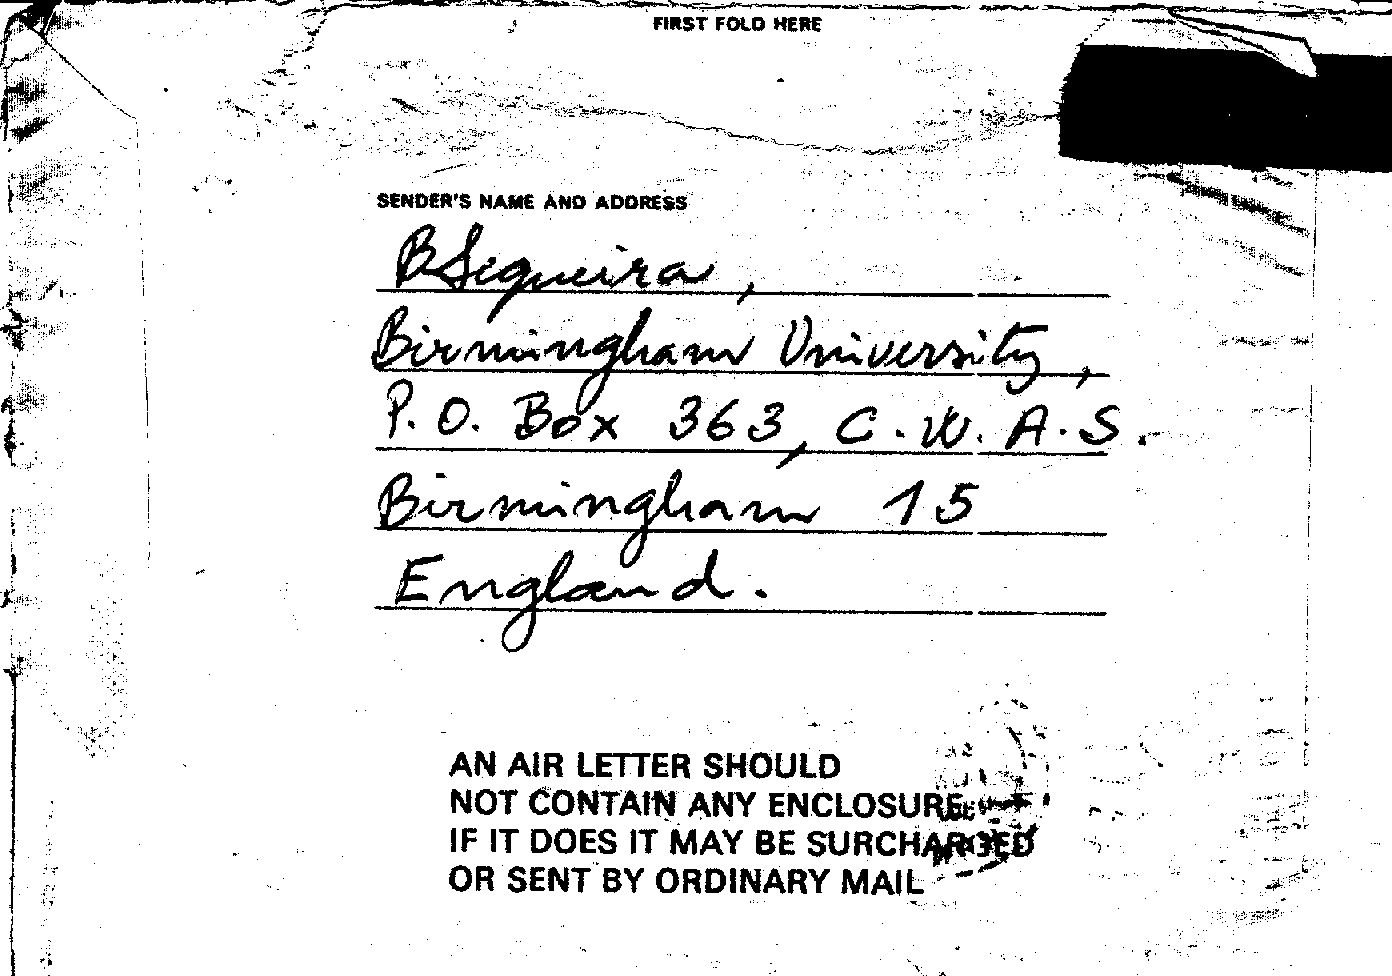 FIRST FOLD HERE
SENDER'S NAME AND ADDRESS
B Sequeira,
Birmingham University,
P.O. Box 363, C.W.A.S.
Birmingham 15
England.
AN AIR LETTER SHOULD
NOT CONTAIN ANY ENCLOSURE
IF IT DOES IT MAY BE SURCHARGED
OR SENT BY ORDINARY MAIL